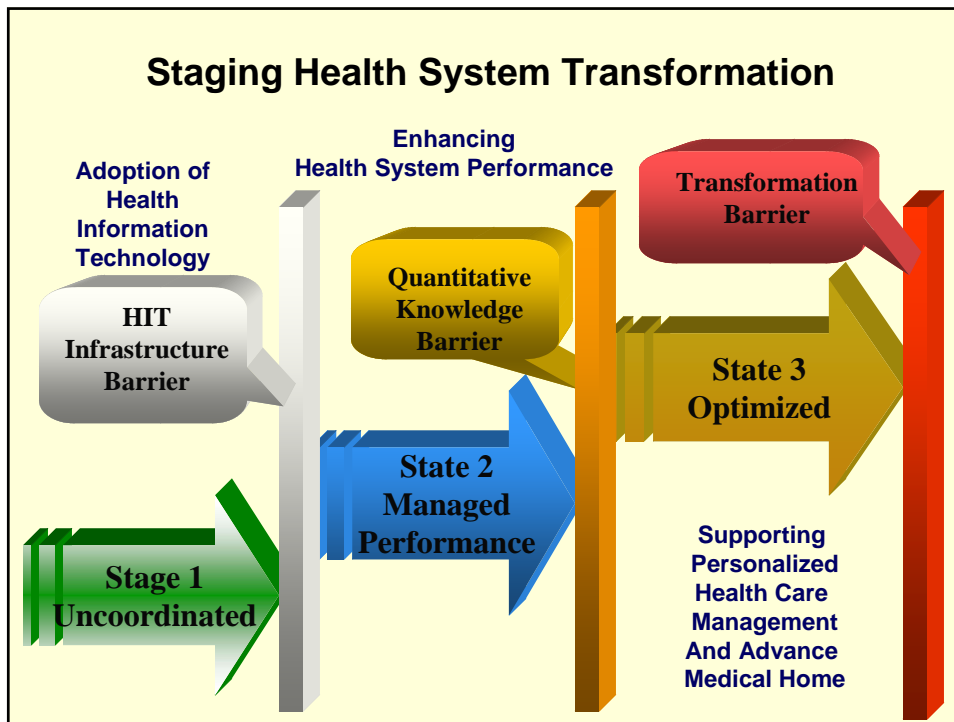 Staging Health System Transformation
Adoption of
Health
Information
Technology
Enhancing
Health System Performance
Transformation
Barrier
HIT
Infrastructure
Barrier
Quantitative
Knowledge
Barrier
Stage 1
Uncoordinated
State 2
Managed
Performance
State 3
Optimized
Supporting
Personalized
Health Care
Management
And Advance
Medical Home